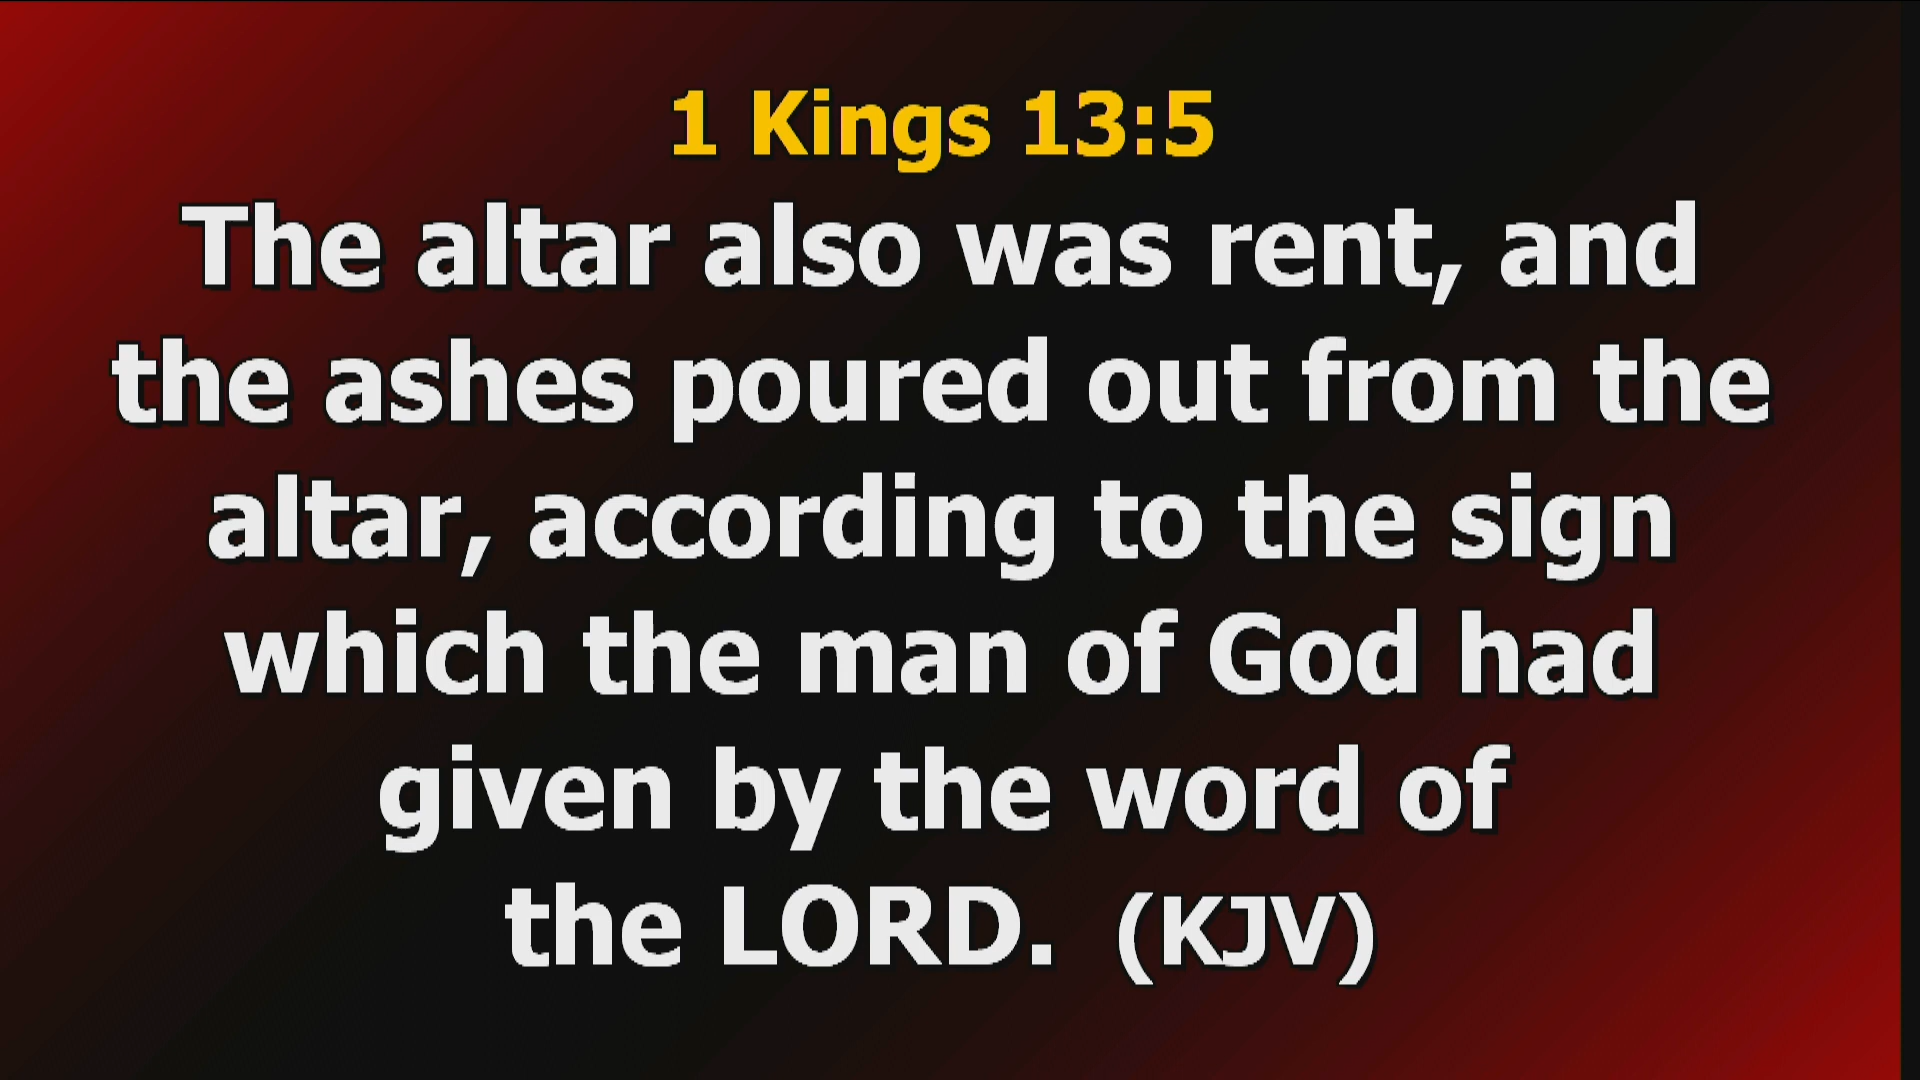 1 Kings 13:5
The altar also was rent, and
the ashes poured out from the
altar, according to the sign
which the man of God had
given by the word of
the LORD. (KJV)